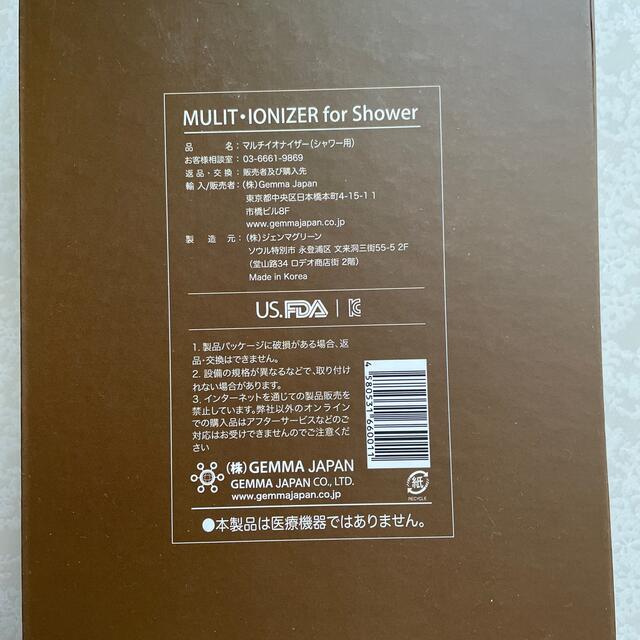 MULIT・IONIZER for Shower
品　　　　名：マルチイオナイザー(シャワー用)
お客様相談室：03-6661-9869
返 品・交 換：販売者及び購入先
輸 入/販売者：(株)Gemma Japan
東京都中央区日本橋本町4-15-1 1
市橋ビル8F
www.gemmajapan.co.jp
製　造　元：(株)ジェンマグリーン
ソウル特別市 永登浦区 文来洞三街55-5 2F
(堂山路34 ロデオ商店街 2階)
Made in Korea
US.FDA | KC
1. 製品パッケージに破損がある場合、返
品・交換はできません。
2. 設備の規格が異なるなどで、取り付け
れない場合があります。
3. インターネットを通じての製品販売を
禁止しています。弊社以外のオンライン
での購入品はアフターサービスなどのご
対応はお受けできませんのでご注意くだ
さい
4 580531 660011
(株)GEMMA JAPAN
GEMMA JAPAN CO., LTD.
www.gemmajapan.co.jp
紙
RECYCLE
●本製品は医療機器ではありません。